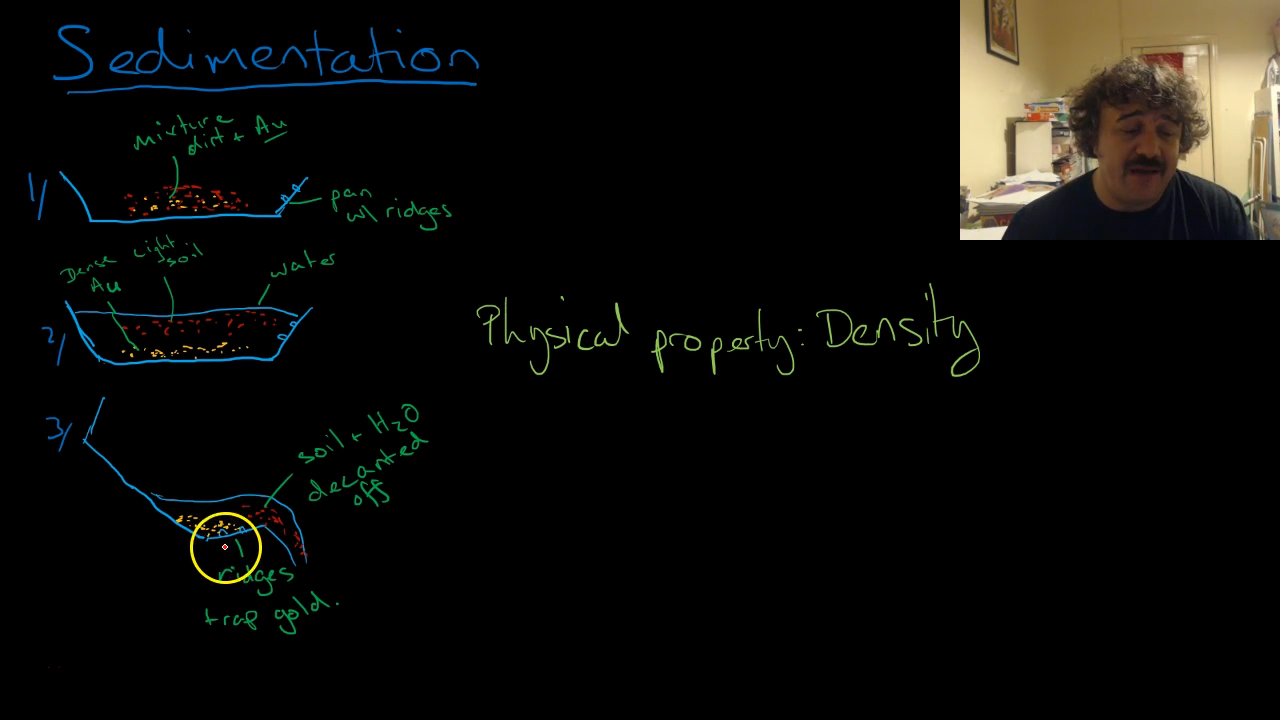 Sedimentation
mixture
dirt + Au
1/
pan
w/ ridges
Dense
Au
Light
soil
water
2/
Physical property: Density
3/
soil + H2O
decanted
off
ridges
trap gold.